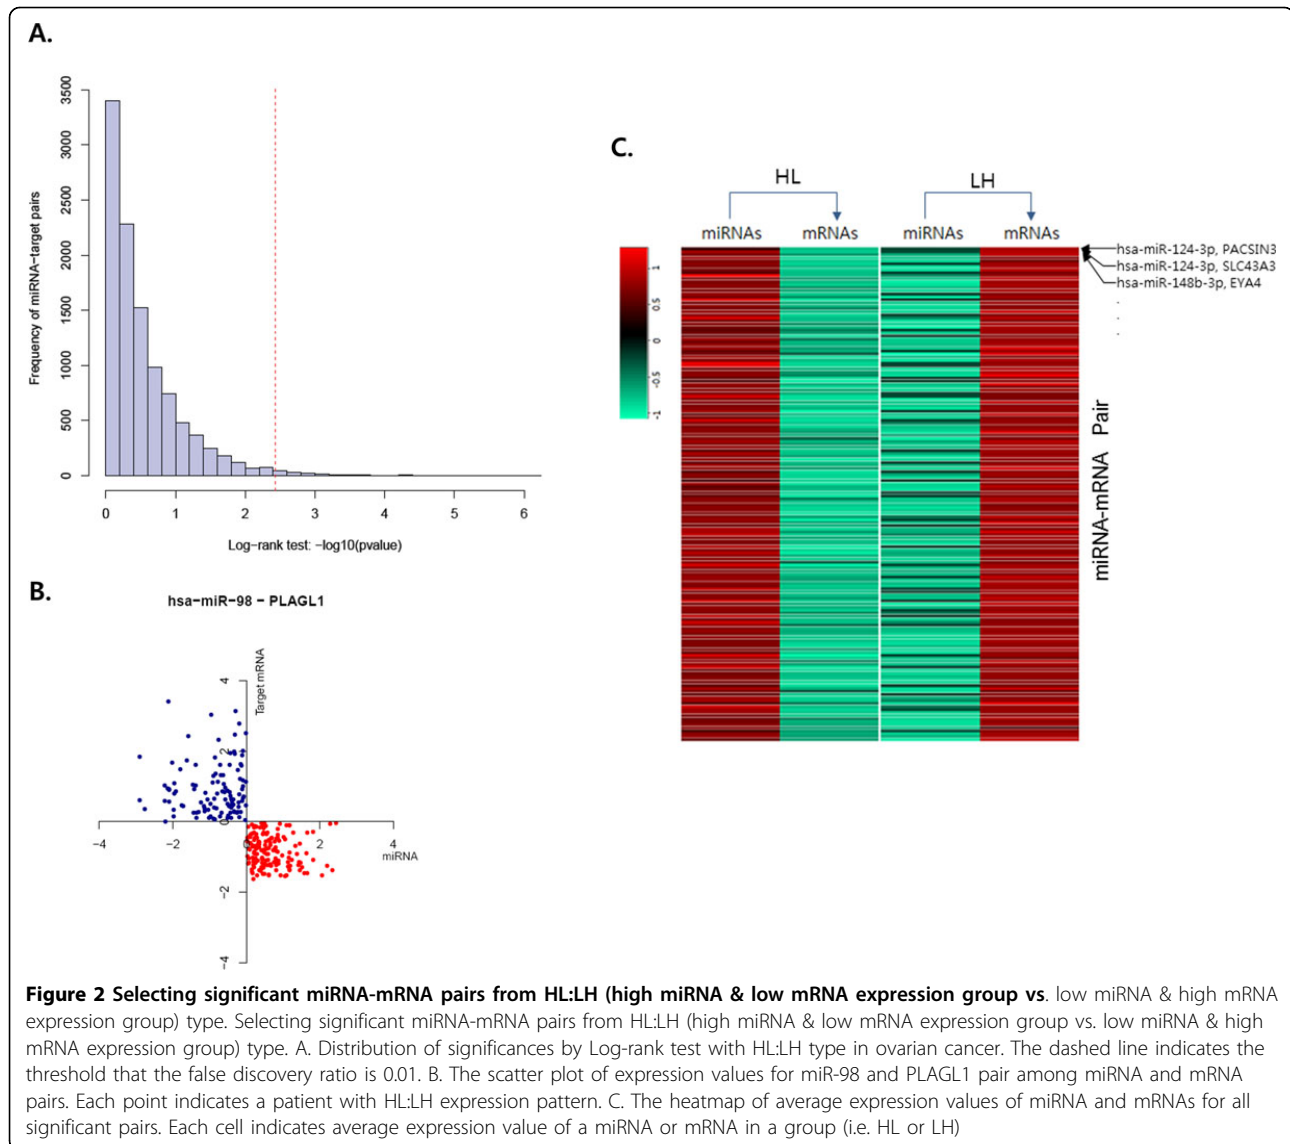 A.
3500
3000
2500
2000
1500
1000
500
0
Frequency of miRNA−target pairs
0 1 2 3 4 5 6
Log−rank test: −log10(pvalue)
B.
hsa−miR−98 − PLAGL1
Target mRNA
4
2
0
−2
−4
−4 −2 0 2 4
miRNA
C.
HL LH
miRNAs mRNAs miRNAs mRNAs
1
0.5
0
-0.5
-1
hsa-miR-124-3p, PACSIN3
hsa-miR-124-3p, SLC43A3
hsa-miR-148b-3p, EYA4
.
.
.
miRNA-mRNA Pair
Figure 2 Selecting significant miRNA-mRNA pairs from HL:LH (high miRNA & low mRNA expression group vs. low miRNA & high mRNA
expression group) type. Selecting significant miRNA-mRNA pairs from HL:LH (high miRNA & low mRNA expression group vs. low miRNA & high
mRNA expression group) type. A. Distribution of significances by Log-rank test with HL:LH type in ovarian cancer. The dashed line indicates the
threshold that the false discovery ratio is 0.01. B. The scatter plot of expression values for miR-98 and PLAGL1 pair among miRNA and mRNA
pairs. Each point indicates a patient with HL:LH expression pattern. C. The heatmap of average expression values of miRNA and mRNAs for all
significant pairs. Each cell indicates average expression value of a miRNA or mRNA in a group (i.e. HL or LH)